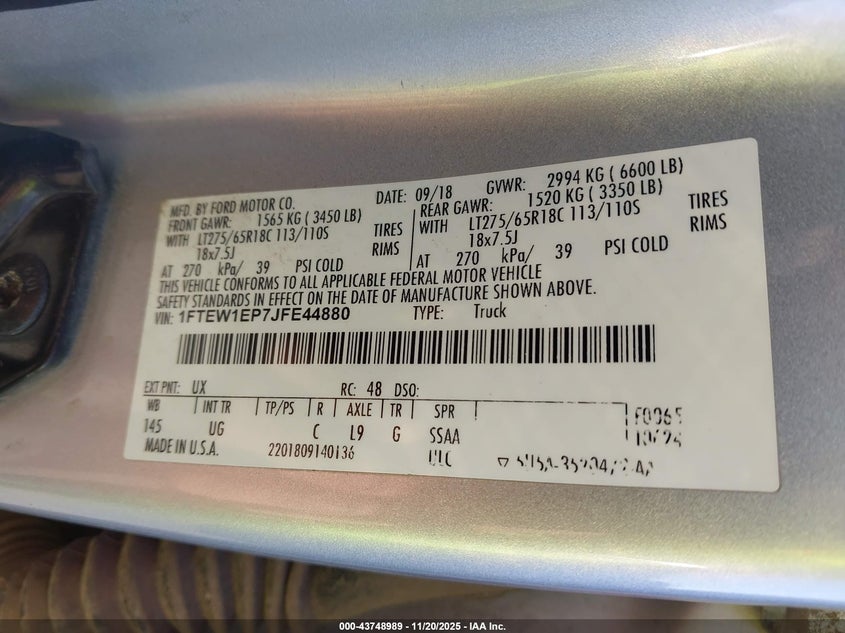 MFD. BY FORD MOTOR CO. DATE: 09/18 GVWR: 2994 KG ( 6600 LB)
FRONT GAWR: 1565 KG ( 3450 LB) REAR GAWR: 1520 KG ( 3350 LB)
WITH LT275/65R18C 113/110S TIRES WITH LT275/65R18C 113/110S TIRES
18x7.5J RIMS 18x7.5J RIMS
AT 270 kPa/ 39 PSI COLD AT 270 kPa/ 39 PSI COLD
THIS VEHICLE CONFORMS TO ALL APPLICABLE FEDERAL MOTOR VEHICLE
SAFETY STANDARDS IN EFFECT ON THE DATE OF MANUFACTURE SHOWN ABOVE.
VIN: 1FTEW1EP7JFE44880 TYPE: Truck
EXT PNT: UX RC: 48 DSO:
WB INT TR TP/PS R AXLE TR SPR
145 UG C L9 G SSAA
MADE IN U.S.A. 2201809140136
000-43748989 - 11/20/2025 - IAA Inc.